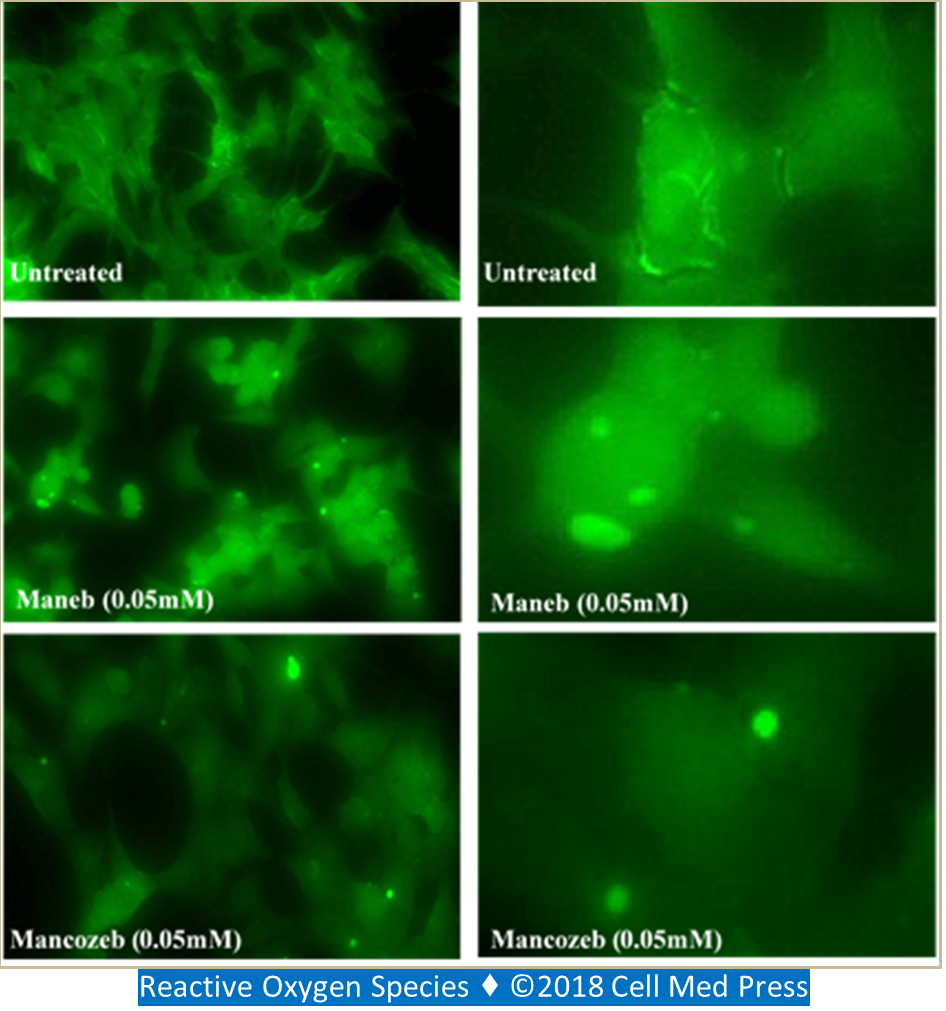 Untreated
Untreated
Maneb (0.05mM)
Maneb (0.05mM)
Mancozeb (0.05mM)
Mancozeb (0.05mM)
Reactive Oxygen Species ♦ ©2018 Cell Med Press